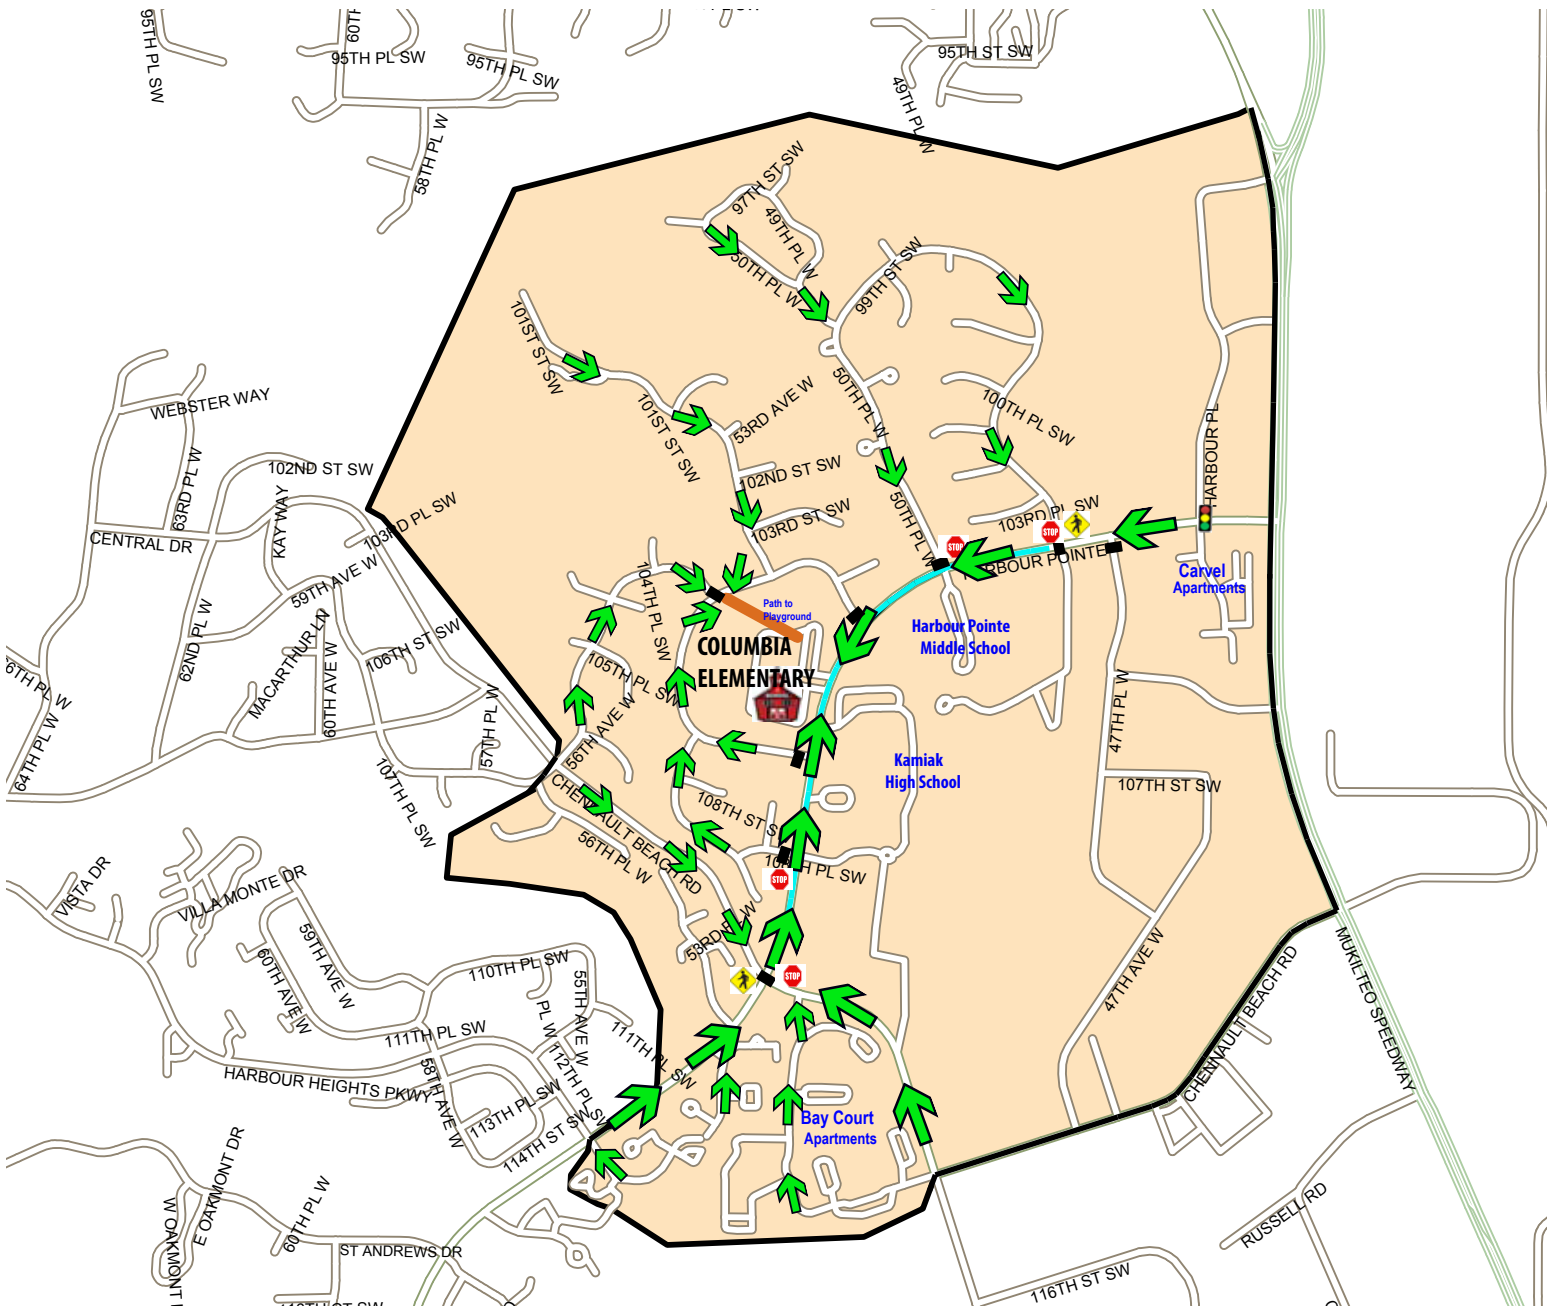 95TH PL SW
60TH
95TH PL SW
95TH PL SW
58TH PL W
49TH PL W
95TH ST SW
97TH ST SW
49TH PL W
50TH PL W
99TH ST SW
101ST ST SW
101ST ST SW
53RD AVE W
50TH PL W
100TH PL SW
102ND ST SW
103RD ST SW
50TH PL W
103RD PL SW
HARBOUR PL
STOP
STOP
HARBOUR POINTE
Carvel
Apartments
WEBSTER WAY
63RD PL W
102ND ST SW
KAY WAY
CENTRAL DR
103RD PL SW
59TH AVE W
62ND PL W
MACARTHUR LN
60TH AVE W
106TH ST SW
6TH PL W
64TH PL W
57TH PL W
107TH PL SW
104TH PL SW
Path to
Playground
COLUMBIA
ELEMENTARY
105TH PL SW
56TH AVE W
Harbour Pointe
Middle School
Kamiak
High School
47TH PL W
107TH ST SW
CHENAULT BEACH RD
56TH PL W
108TH ST S
TH PL SW
STOP
53RD PL W
STOP
47TH AVE W
CHENNAULT BEACH RD
MUKILTEO SPEEDWAY
VISTA DR
VILLA MONTE DR
59TH AVE W
60TH AVE W
110TH PL SW
55TH AVE W
PL W
111TH PL SW
111TH PL SW
112TH PL SW
58TH AVE W
HARBOUR HEIGHTS PKWY
113TH PL SW
114TH ST SW
Bay Court
Apartments
E OAKMONT DR
W OAKMONT
60TH PL W
ST ANDREWS DR
RUSSELL RD
116TH ST SW